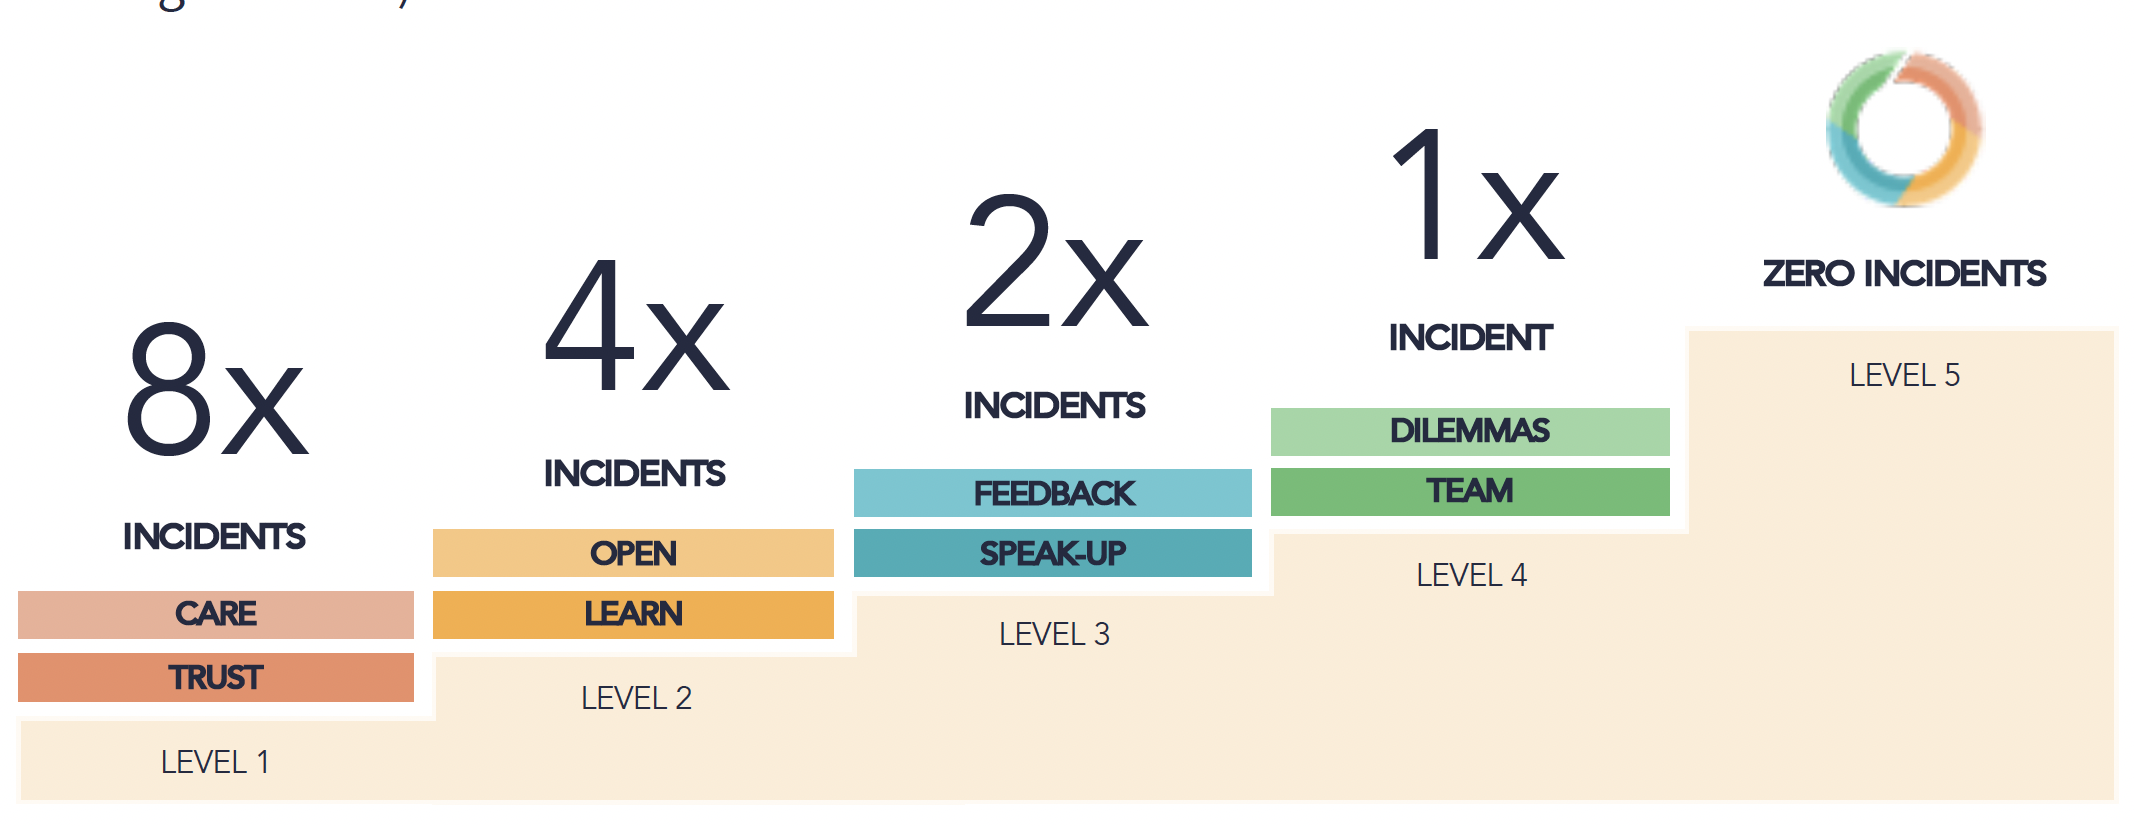 8x
INCIDENTS
CARE
TRUST
LEVEL 1
4x
INCIDENTS
OPEN
LEARN
LEVEL 2
2x
INCIDENTS
FEEDBACK
SPEAK-UP
LEVEL 3
1x
INCIDENT
DILEMMAS
TEAM
LEVEL 4
ZERO INCIDENTS
LEVEL 5